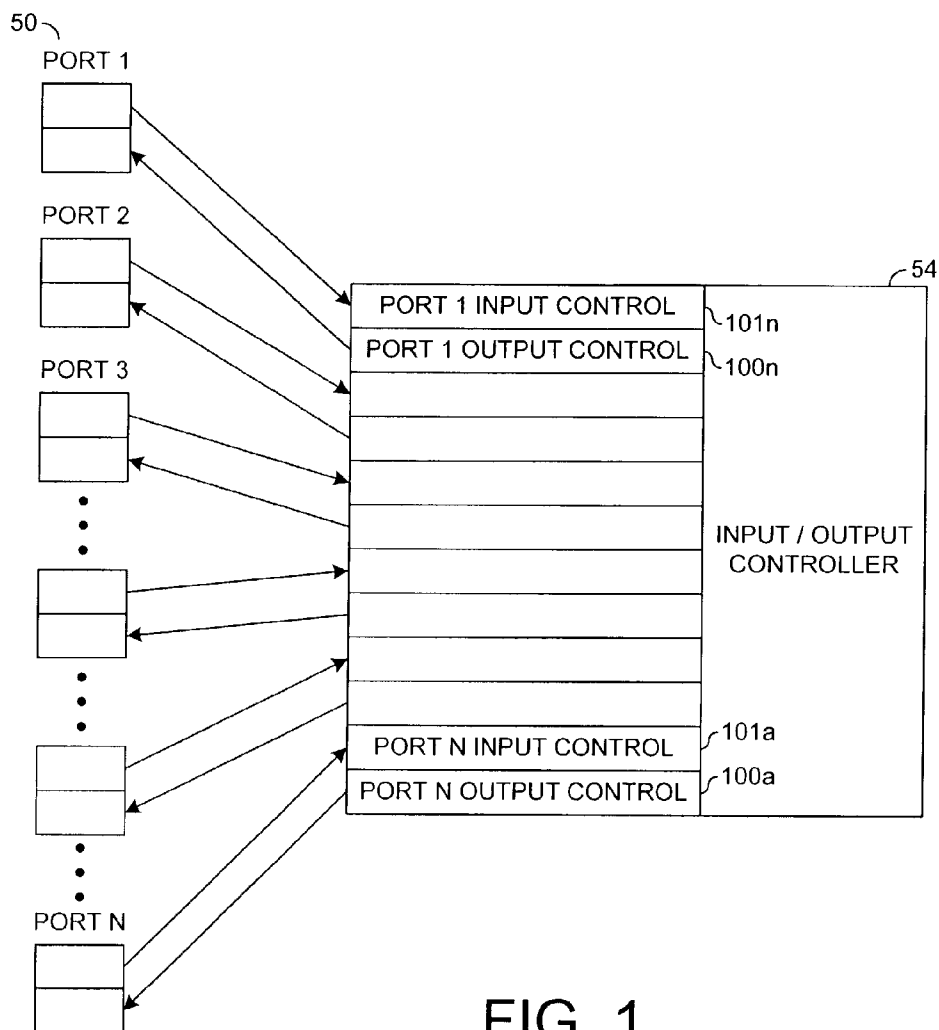 50
PORT 1
PORT 2
PORT 3
PORT N
54
PORT 1 INPUT CONTROL
101n
PORT 1 OUTPUT CONTROL
100n
INPUT / OUTPUT
CONTROLLER
PORT N INPUT CONTROL
101a
PORT N OUTPUT CONTROL
100a
FIG. 1